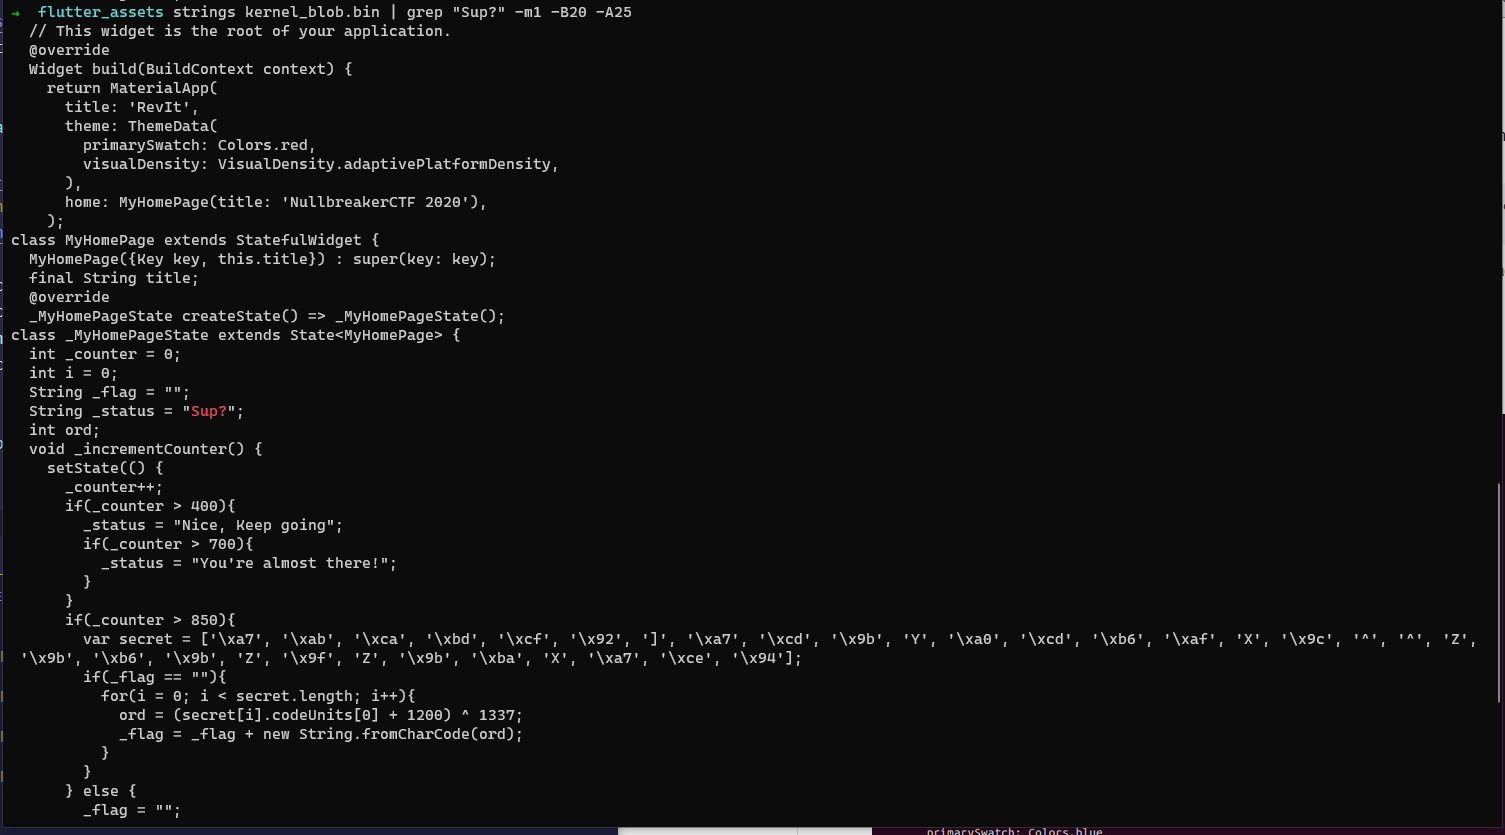 →  flutter_assets strings kernel_blob.bin | grep "Sup?" -m1 -B20 -A25
  // This widget is the root of your application.
  @override
  Widget build(BuildContext context) {
    return MaterialApp(
      title: 'RevIt',
      theme: ThemeData(
        primarySwatch: Colors.red,
        visualDensity: VisualDensity.adaptivePlatformDensity,
      ),
      home: MyHomePage(title: 'NullbreakerCTF 2020'),
    );
class MyHomePage extends StatefulWidget {
  MyHomePage({Key key, this.title}) : super(key: key);
  final String title;
  @override
  _MyHomePageState createState() => _MyHomePageState();
class _MyHomePageState extends State<MyHomePage> {
  int _counter = 0;
  int i = 0;
  String _flag = "";
  String _status = "Sup?";
  int ord;
  void _incrementCounter() {
    setState(() {
      _counter++;
      if(_counter > 400){
        _status = "Nice, Keep going";
        if(_counter > 700){
          _status = "You're almost there!";
        }
      }
      if(_counter > 850){
        var secret = ['\xa7', '\xab', '\xca', '\xbd', '\xcf', '\x92', ']', '\xa7', '\xcd', '\x9b', 'Y', '\xa0', '\xcd', '\xb6', '\xaf', 'X', '\x9c', '^', '^', 'Z',
 '\x9b', '\xb6', '\x9b', 'Z', '\x9f', 'Z', '\x9b', '\xba', 'X', '\xa7', '\xce', '\x94'];
        if(_flag == ""){
          for(i = 0; i < secret.length; i++){
            ord = (secret[i].codeUnits[0] + 1200) ^ 1337;
            _flag = _flag + new String.fromCharCode(ord);
          }
        }
      } else {
        _flag = "";
primarySwatch: Colors.blue